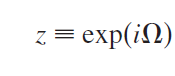 z ≡ exp(iΩ)